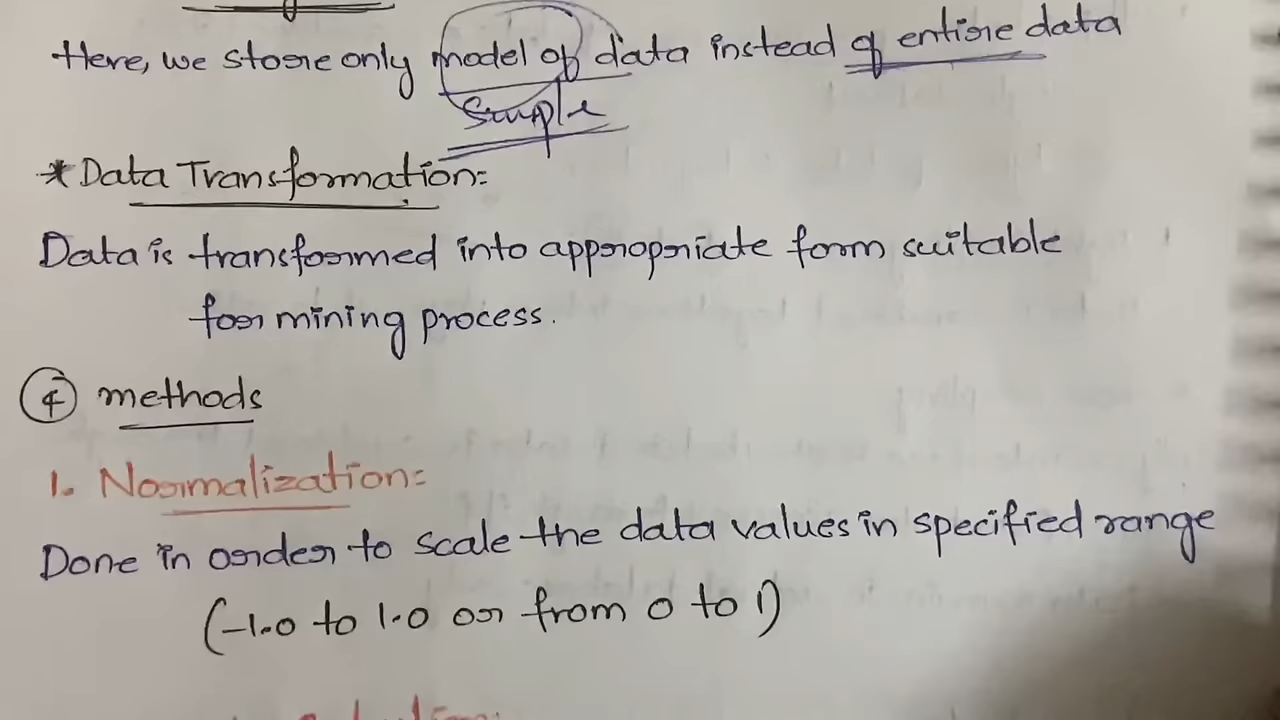 Here, we store only model of data instead of entire data
Sample
* Data Transformation:
Data is transformed into appropriate form suitable
for mining process.
④ methods
1. Normalization:
Done in order to scale the data values in specified range
(-1.0 to 1.0 or from 0 to 1)